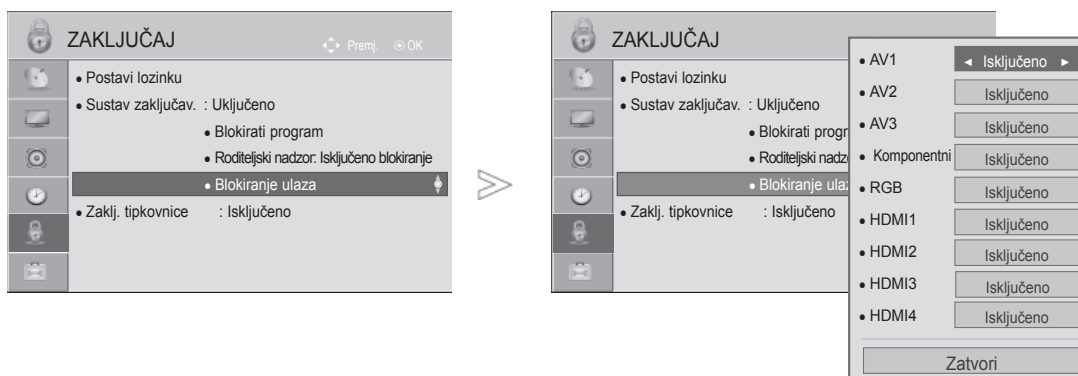 ZAKLJUČAJ
Premj. OK
• Postavi lozinku
• Sustav zaključav. : Uključeno
• Blokirati program
• Roditeljski nadzor: Isključeno blokiranje
• Blokiranje ulaza
• Zaklj. tipkovnice : Isključeno
ZAKLJUČAJ
• Postavi lozinku
• Sustav zaključav. : Uključeno
• Blokirati progr
• Roditeljski nadzo
• Blokiranje ulaz
• Zaklj. tipkovnice : Isključeno
• AV1 ◄ Isključeno ►
• AV2 Isključeno
• AV3 Isključeno
• Komponentni Isključeno
• RGB Isključeno
• HDMI1 Isključeno
• HDMI2 Isključeno
• HDMI3 Isključeno
• HDMI4 Isključeno
Zatvori